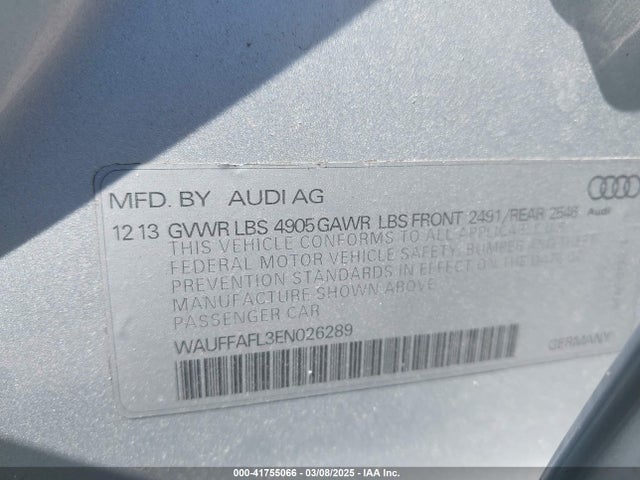 MFD. BY AUDI AG
12 13 GVWR LBS 4905 GAWR LBS FRONT 2491/REAR 2546
Audi
THIS VEHICLE CONFORMS TO ALL APPLICABLE U.S.
FEDERAL MOTOR VEHICLE SAFETY, BUMPER AND THEFT
PREVENTION STANDARDS IN EFFECT ON THE DATE OF
MANUFACTURE SHOWN ABOVE.
PASSENGER CAR
WAUFFAFL3EN026289
GERMANY
000-41755066 | 03/08/2025 - IAA Inc.